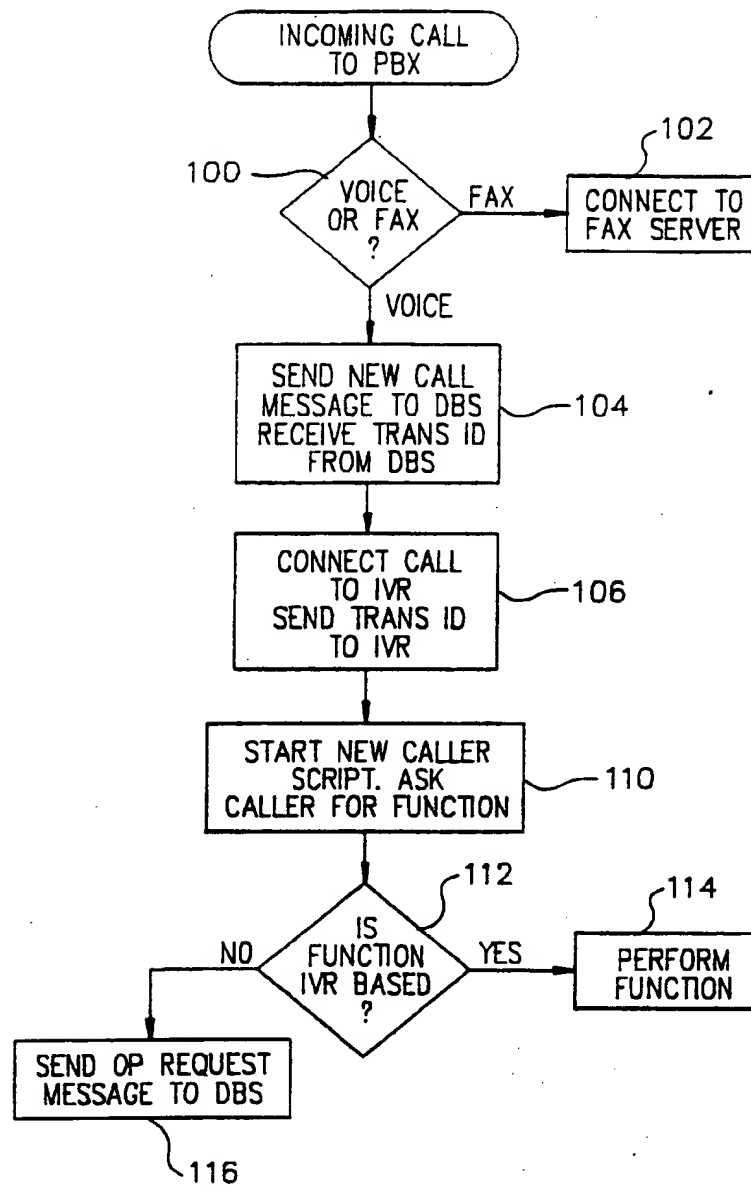 INCOMING CALL
TO PBX
102
100
VOICE
OR FAX
?
FAX
CONNECT TO
FAX SERVER
VOICE
SEND NEW CALL
MESSAGE TO DBS
RECEIVE TRANS ID
FROM DBS
104
CONNECT CALL
TO IVR
SEND TRANS ID
TO IVR
106
START NEW CALLER
SCRIPT. ASK
CALLER FOR FUNCTION
110
112
114
IS
FUNCTION
IVR BASED
?
NO
YES
PERFORM
FUNCTION
SEND OP REQUEST
MESSAGE TO DBS
116